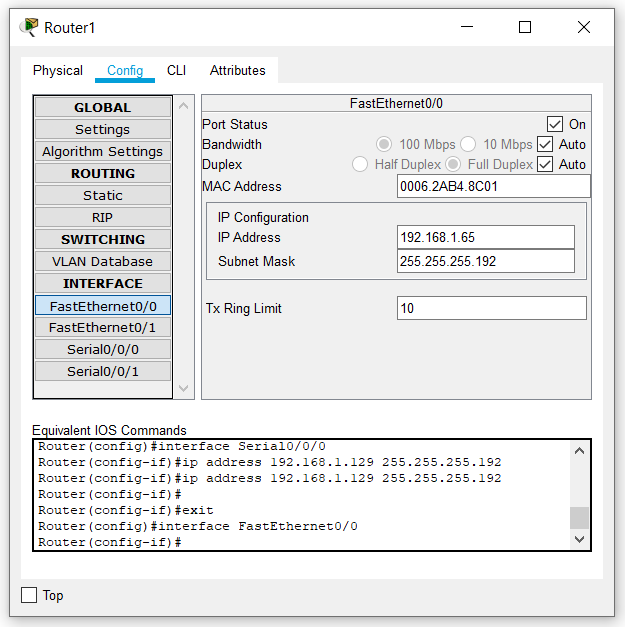 Router1
Physical Config CLI Attributes
GLOBAL
Settings
Algorithm Settings
ROUTING
Static
RIP
SWITCHING
VLAN Database
INTERFACE
FastEthernet0/0
FastEthernet0/1
Serial0/0/0
Serial0/0/1
FastEthernet0/0
Port Status On
Bandwidth 100 Mbps 10 Mbps Auto
Duplex Half Duplex Full Duplex Auto
MAC Address 0006.2AB4.8C01
IP Configuration
IP Address 192.168.1.65
Subnet Mask 255.255.255.192
Tx Ring Limit 10
Equivalent IOS Commands
Router(config)#interface Serial0/0/0
Router(config-if)#ip address 192.168.1.129 255.255.255.192
Router(config-if)#ip address 192.168.1.129 255.255.255.192
Router(config-if)#
Router(config-if)#exit
Router(config)#interface FastEthernet0/0
Router(config-if)#
Top